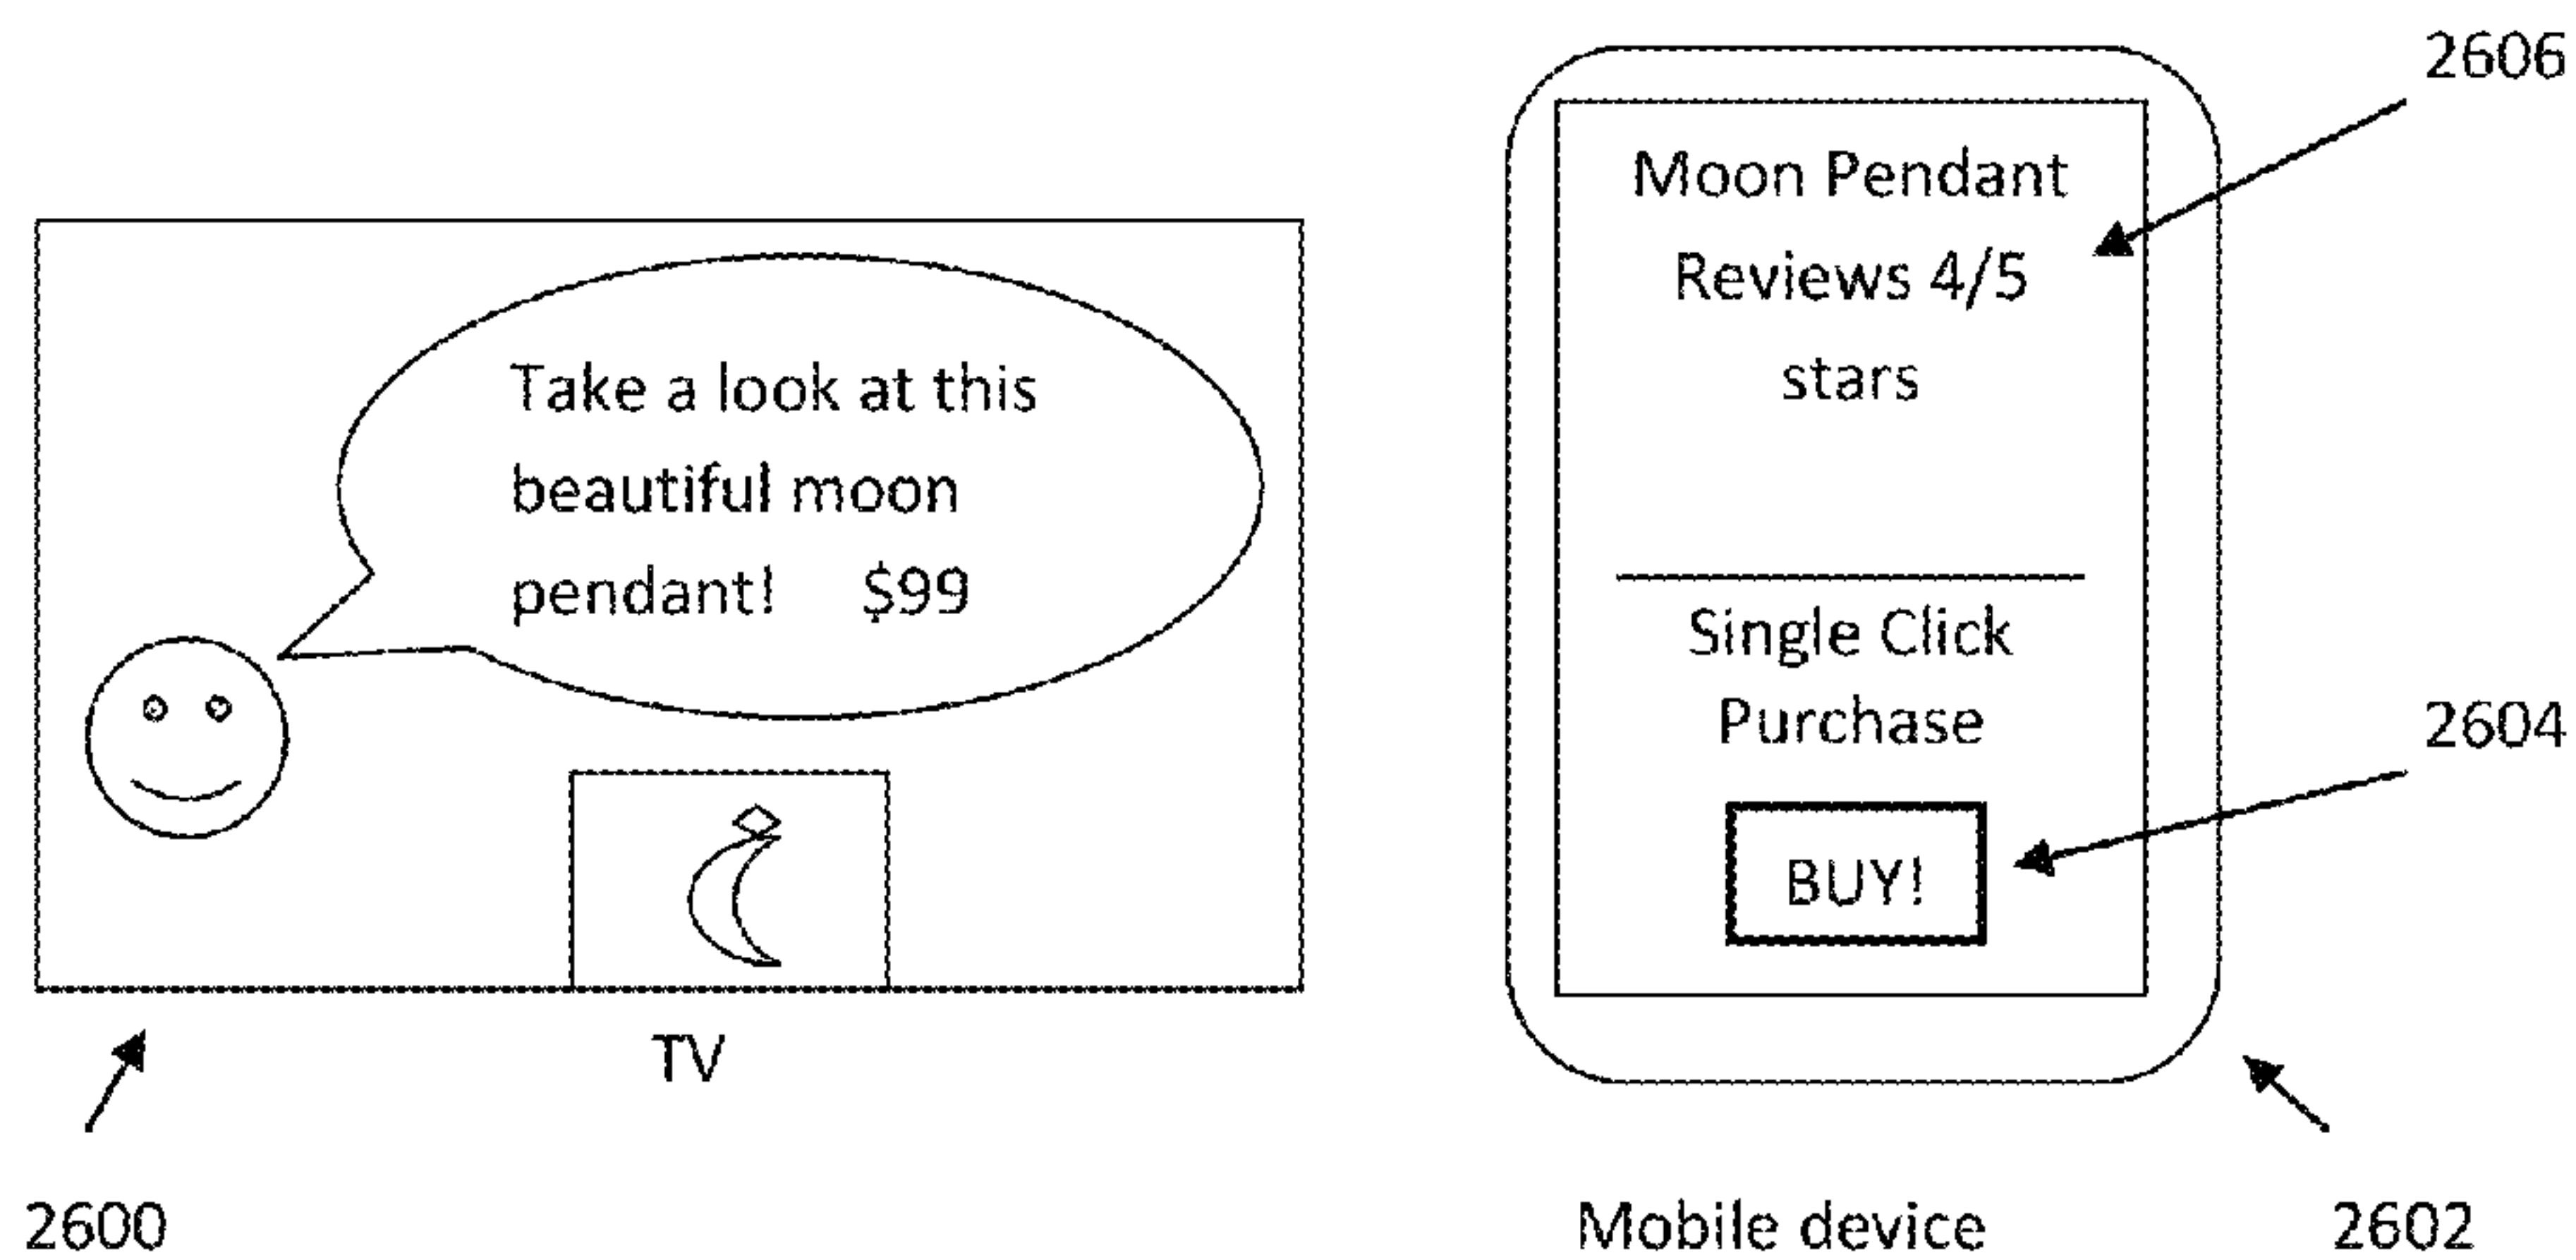 2606
Moon Pendant
Reviews 4/5
stars
Take a look at this
beautiful moon
pendant! $99
Single Click
Purchase
2604
BUY!
TV
2600
Mobile device
2602